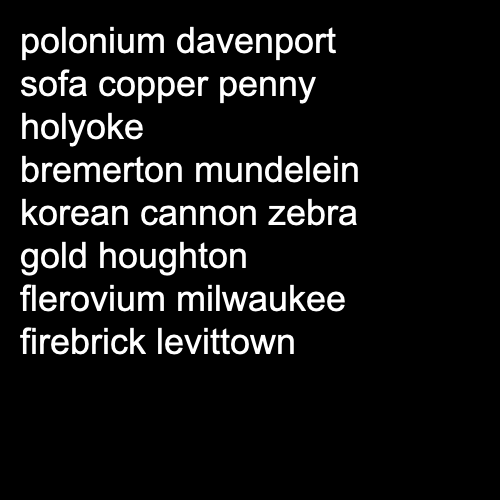 polonium davenport
sofa copper penny
holyoke
bremerton mundelein
korean cannon zebra
gold houghton
flerovium milwaukee
firebrick levittown